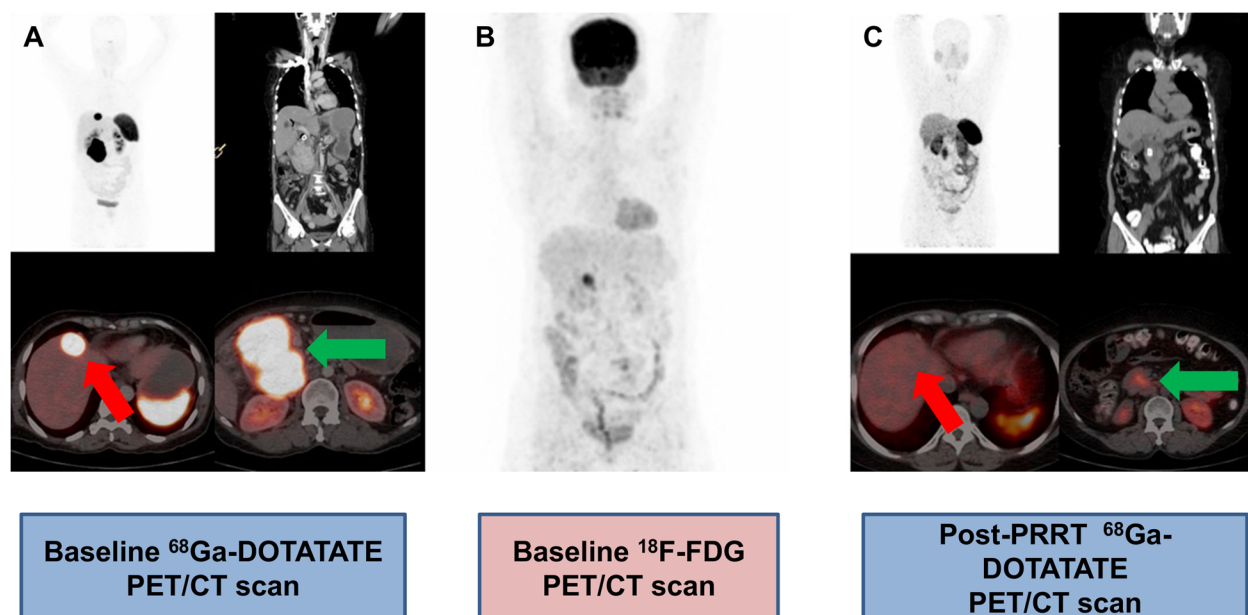 A
B
C
Baseline ⁶⁸Ga-DOTATATE
PET/CT scan
Baseline ¹⁸F-FDG
PET/CT scan
Post-PRRT ⁶⁸Ga-
DOTATATE
PET/CT scan